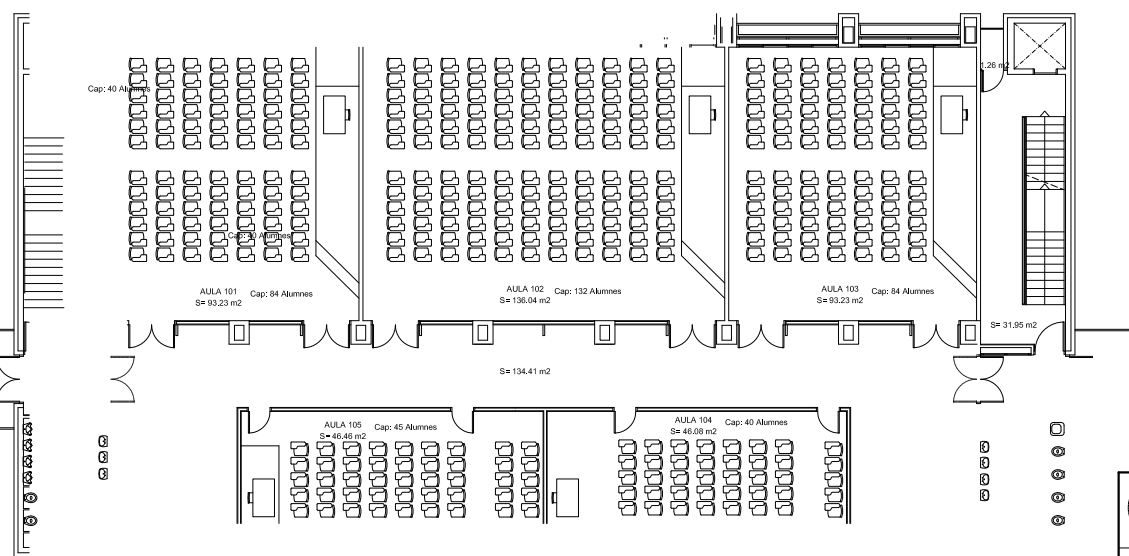 1.26 m2
Cap: 40 Alumnes
Cap: 40 Alumnes
AULA 101
S= 93.23 m2
Cap: 84 Alumnes
AULA 102
S= 136.04 m2
Cap: 132 Alumnes
AULA 103
S= 93.23 m2
Cap: 84 Alumnes
S= 31.95 m2
S= 134.41 m2
AULA 105
S= 46.46 m2
Cap: 45 Alumnes
AULA 104
S= 46.08 m2
Cap: 40 Alumnes